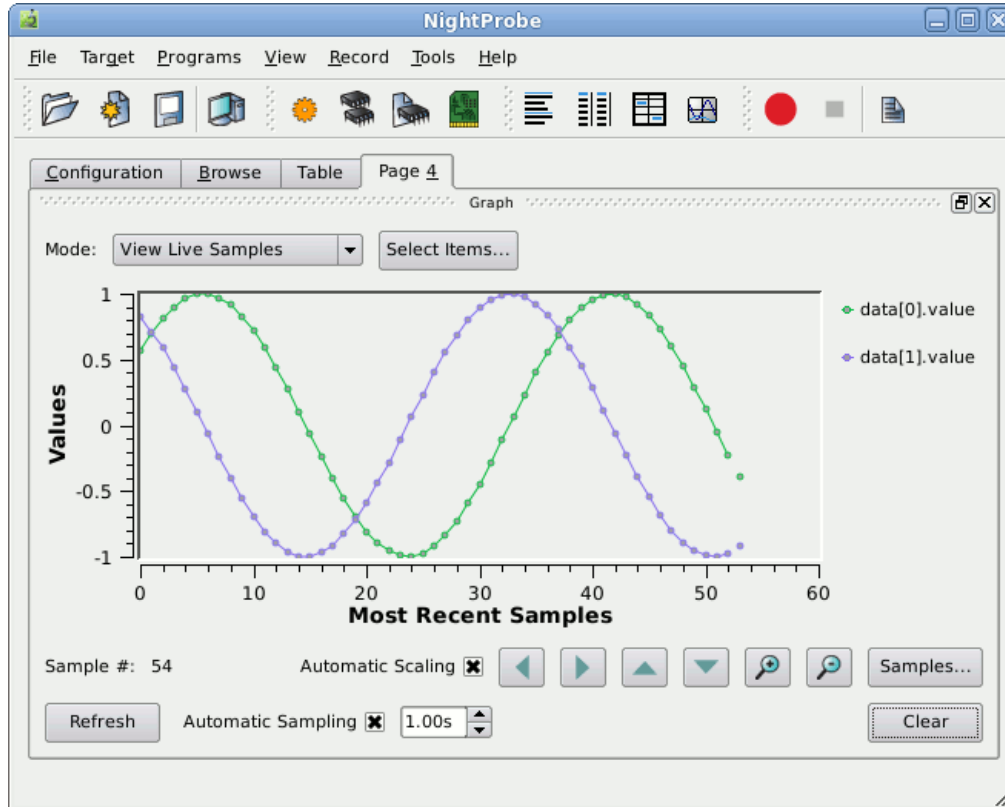 NightProbe
File Target Programs View Record Tools Help
Configuration Browse Table Page 4
Graph
Mode: View Live Samples Select Items...
1
0.5
0
-0.5
-1
Values
0 10 20 30 40 50 60
Most Recent Samples
data[0].value
data[1].value
Sample #: 54 Automatic Scaling Samples...
Refresh Automatic Sampling 1.00s Clear